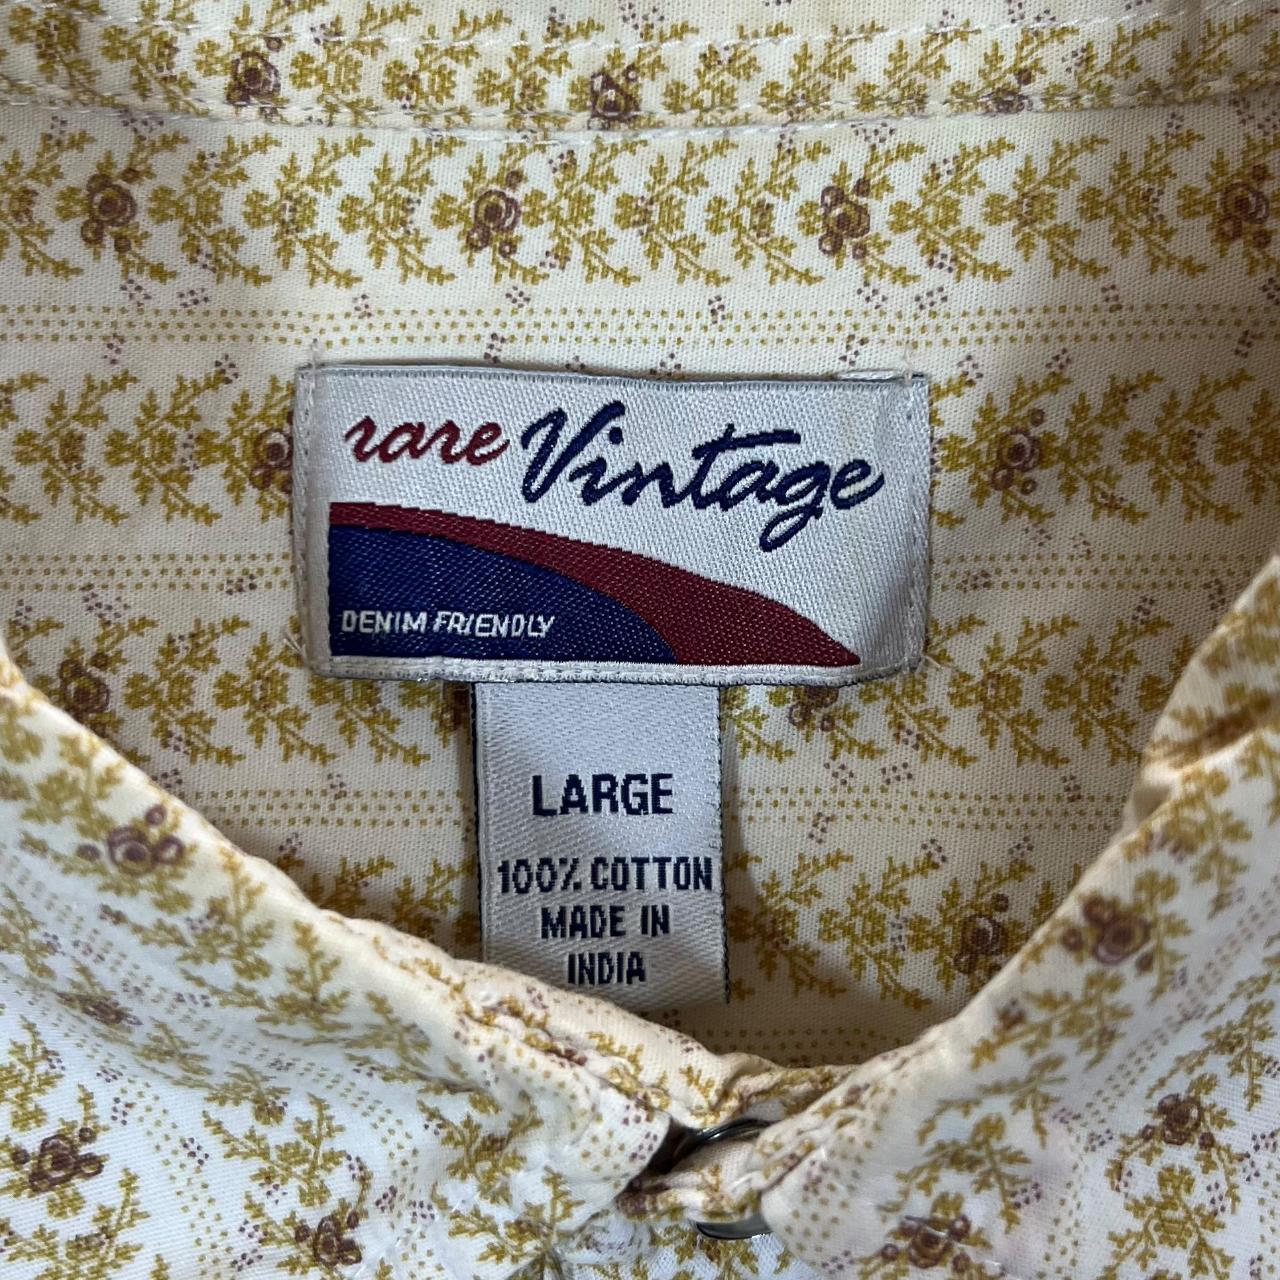 rare Vintage
DENIM FRIENDLY
LARGE
100% COTTON
MADE IN
INDIA